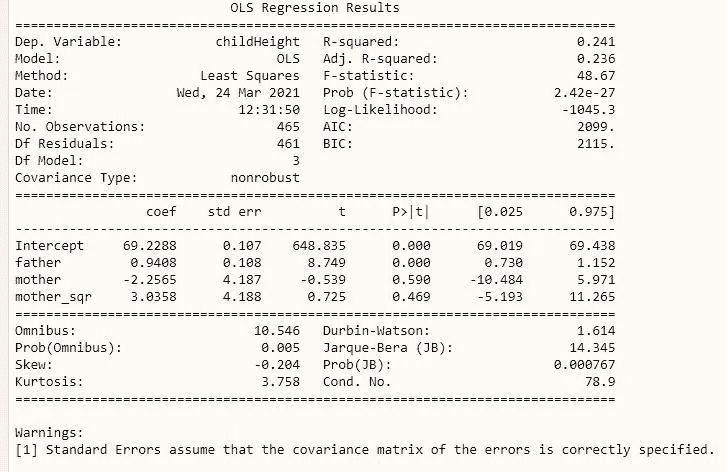 OLS Regression Results
==============================================================================
Dep. Variable:            childHeight   R-squared:                       0.241
Model:                            OLS   Adj. R-squared:                  0.236
Method:                 Least Squares   F-statistic:                     48.67
Date:                Wed, 24 Mar 2021   Prob (F-statistic):           2.42e-27
Time:                        12:31:50   Log-Likelihood:                -1045.3
No. Observations:                 465   AIC:                             2099.
Df Residuals:                     461   BIC:                             2115.
Df Model:                           3
Covariance Type:            nonrobust
==============================================================================
                 coef    std err          t      P>|t|      [0.025      0.975]
------------------------------------------------------------------------------
Intercept     69.2288      0.107    648.835      0.000      69.019      69.438
father         0.9408      0.108      8.749      0.000       0.730       1.152
mother        -2.2565      4.187     -0.539      0.590     -10.484       5.971
mother_sqr     3.0358      4.188      0.725      0.469      -5.193      11.265
==============================================================================
Omnibus:                       10.546   Durbin-Watson:                   1.614
Prob(Omnibus):                  0.005   Jarque-Bera (JB):               14.345
Skew:                          -0.204   Prob(JB):                     0.000767
Kurtosis:                       3.758   Cond. No.                         78.9
==============================================================================
Warnings:
[1] Standard Errors assume that the covariance matrix of the errors is correctly specified.